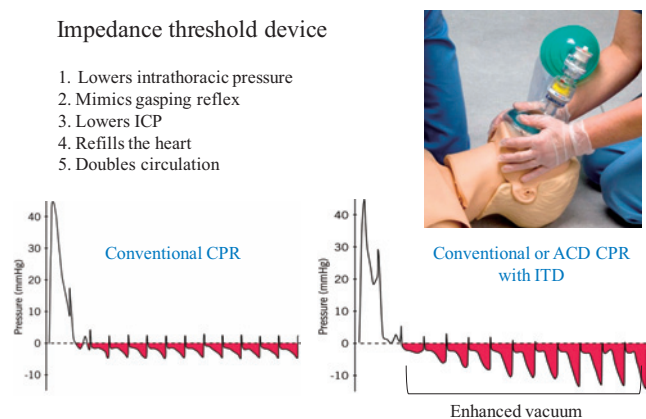 Impedance threshold device
1. Lowers intrathoracic pressure
2. Mimics gasping reflex
3. Lowers ICP
4. Refills the heart
5. Doubles circulation
Conventional CPR
Pressure (mmHg)
40
30
20
10
0
-10
Conventional or ACD CPR
with ITD
Pressure (mmHg)
40
30
20
10
0
-10
Enhanced vacuum